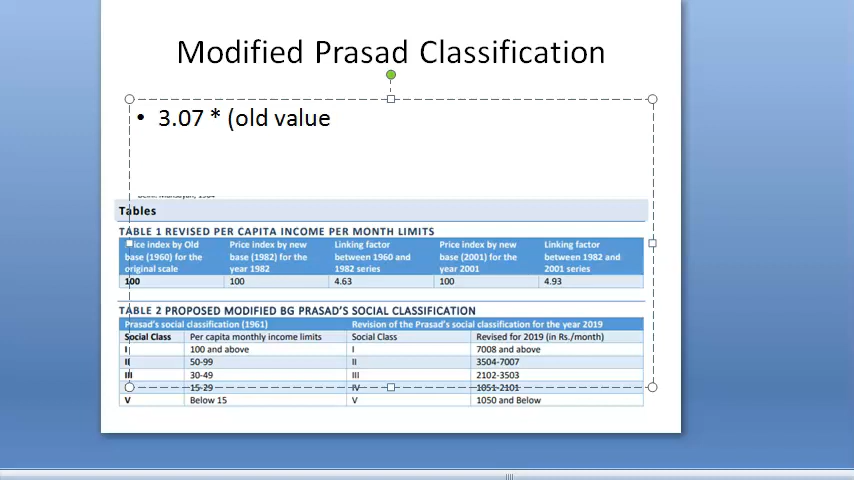 Modified Prasad Classification
• 3.07 * (old value
Tables
TABLE 1 REVISED PER CAPITA INCOME PER MONTH LIMITS
Price index by Old base (1960) for the original scale Price index by new base (1982) for the year 1982 Linking factor between 1960 and 1982 series Price index by new base (2001) for the year 2001 Linking factor between 1982 and 2001 series
100 100 4.63 100 4.93
TABLE 2 PROPOSED MODIFIED BG PRASAD'S SOCIAL CLASSIFICATION
Prasad's social classification (1961) Revision of the Prasad's social classification for the year 2019
Social Class Per capita monthly income limits Social Class Revised for 2019 (in Rs./month)
I 100 and above I 7008 and above
II 50-99 II 3504-7007
III 30-49 III 2102-3503
15-29 IV 1051-2101
V Below 15 V 1050 and Below